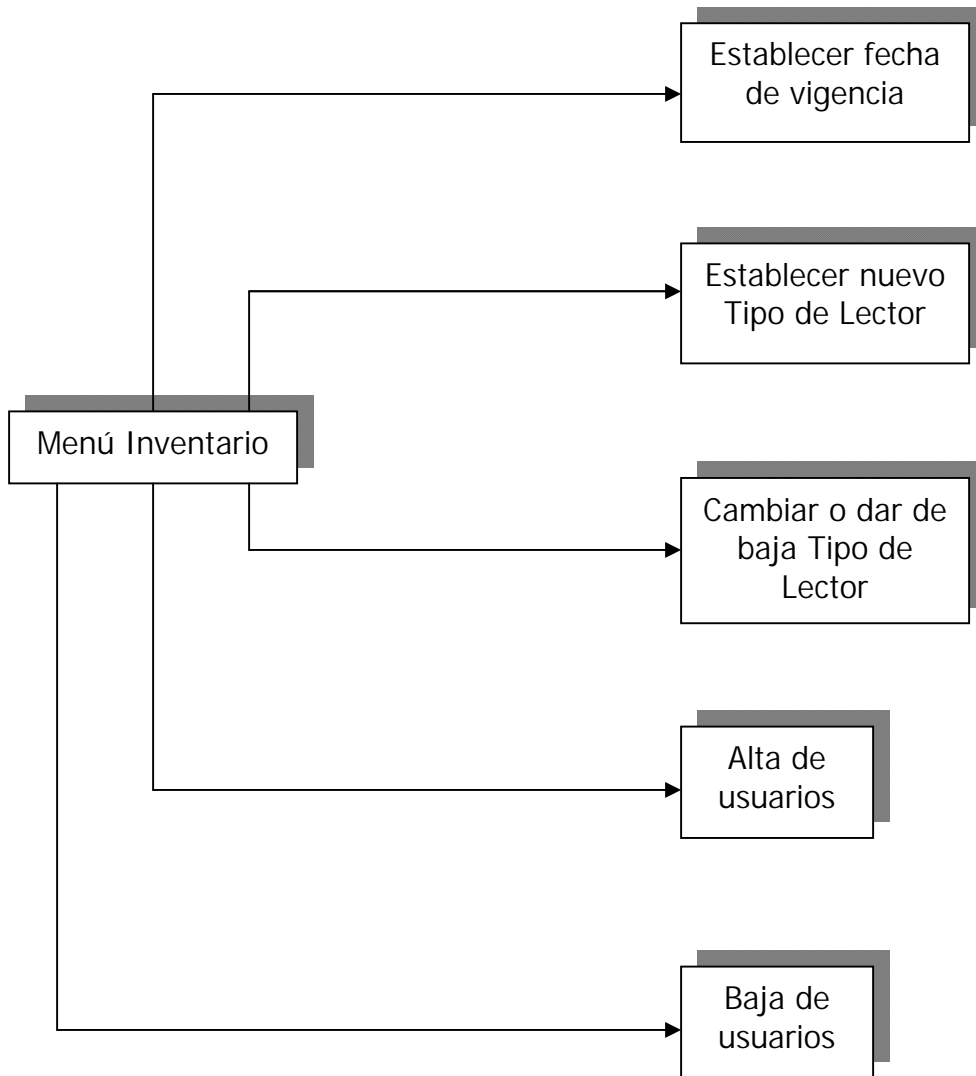 Establecer fecha
de vigencia
Establecer nuevo
Tipo de Lector
Menú Inventario
Cambiar o dar de
baja Tipo de
Lector
Alta de
usuarios
Baja de
usuarios